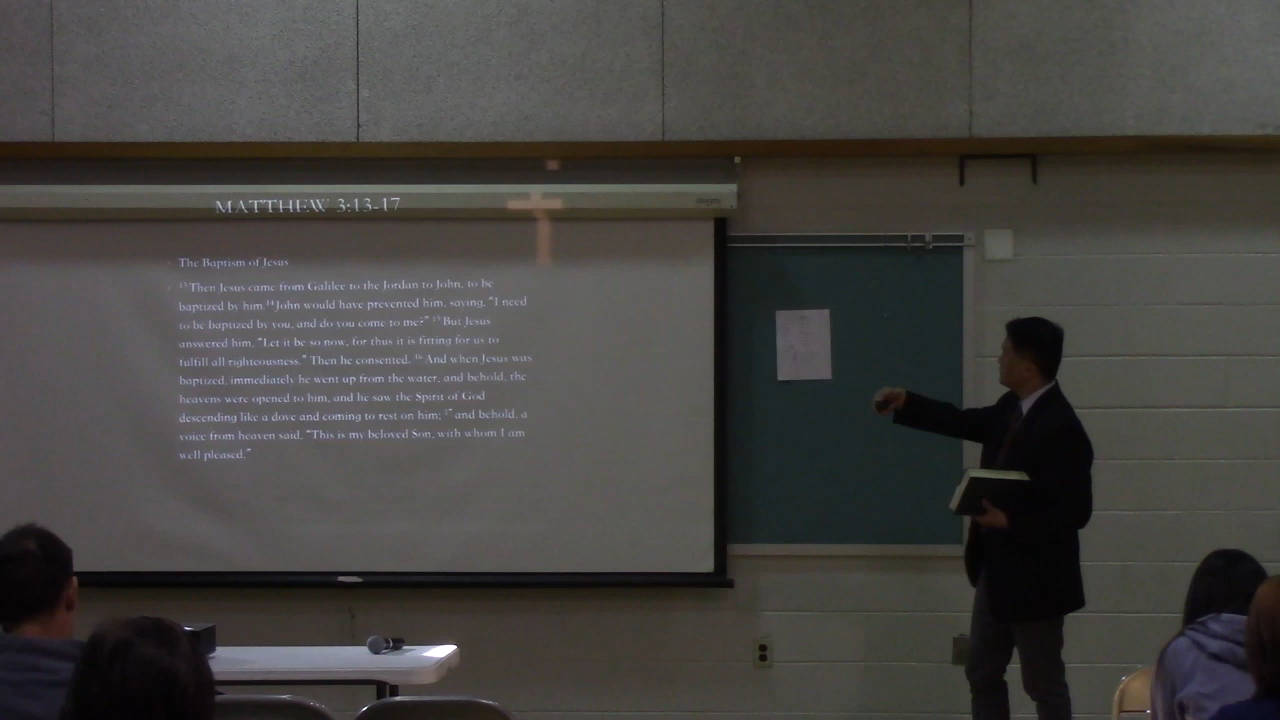 MATTHEW 3:13-17
The Baptism of Jesus
13 Then Jesus came from Galilee to the Jordan to John, to be
baptized by him. 14 John would have prevented him, saying, "I need
to be baptized by you, and do you come to me?" 15 But Jesus
answered him, "Let it be so now, for thus it is fitting for us to
fulfill all righteousness." Then he consented. 16 And when Jesus was
baptized, immediately he went up from the water, and behold, the
heavens were opened to him, and he saw the Spirit of God
descending like a dove and coming to rest on him; 17 and behold, a
voice from heaven said, "This is my beloved Son, with whom I am
well pleased."